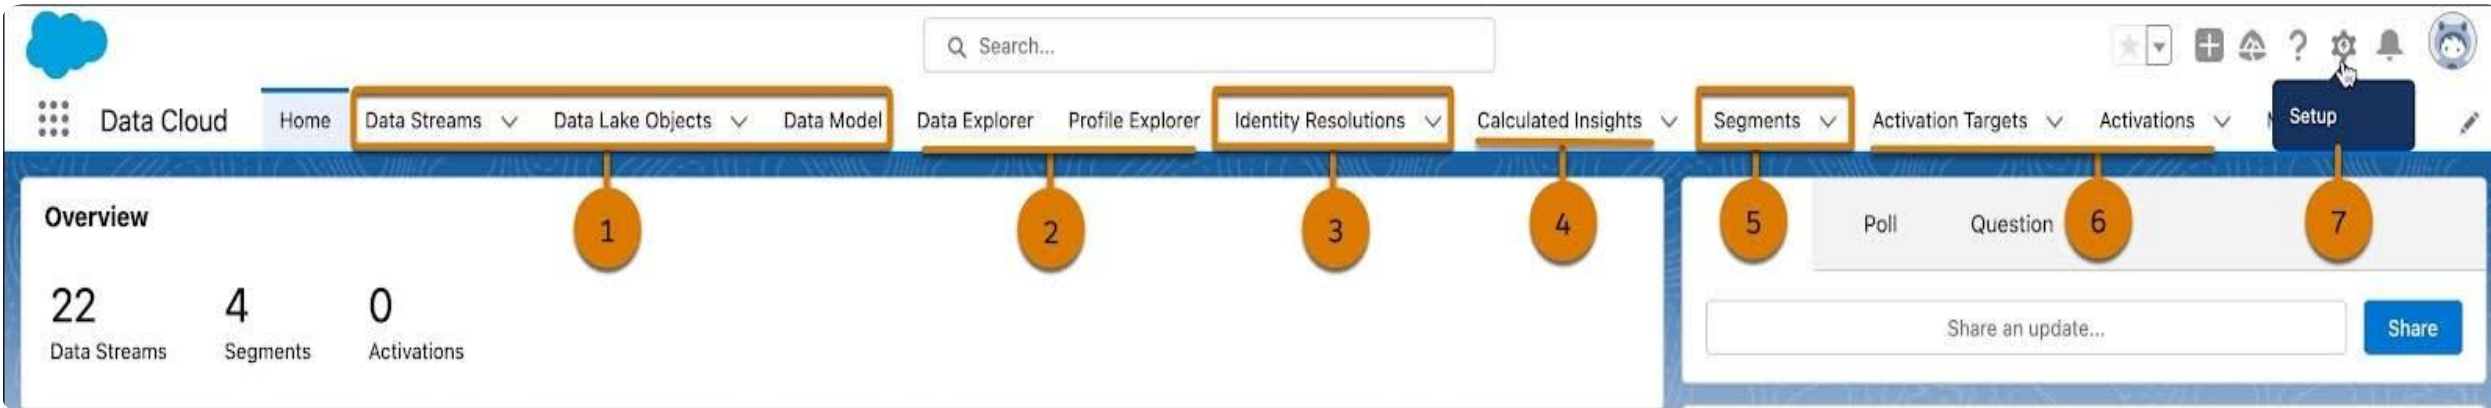 Search...
Data Cloud Home Data Streams Data Lake Objects Data Model Data Explorer Profile Explorer Identity Resolutions Calculated Insights Segments Activation Targets Activations Setup
1 2 3 4 5 6 7
Overview
Poll Question
22 4 0
Data Streams Segments Activations
Share an update... Share